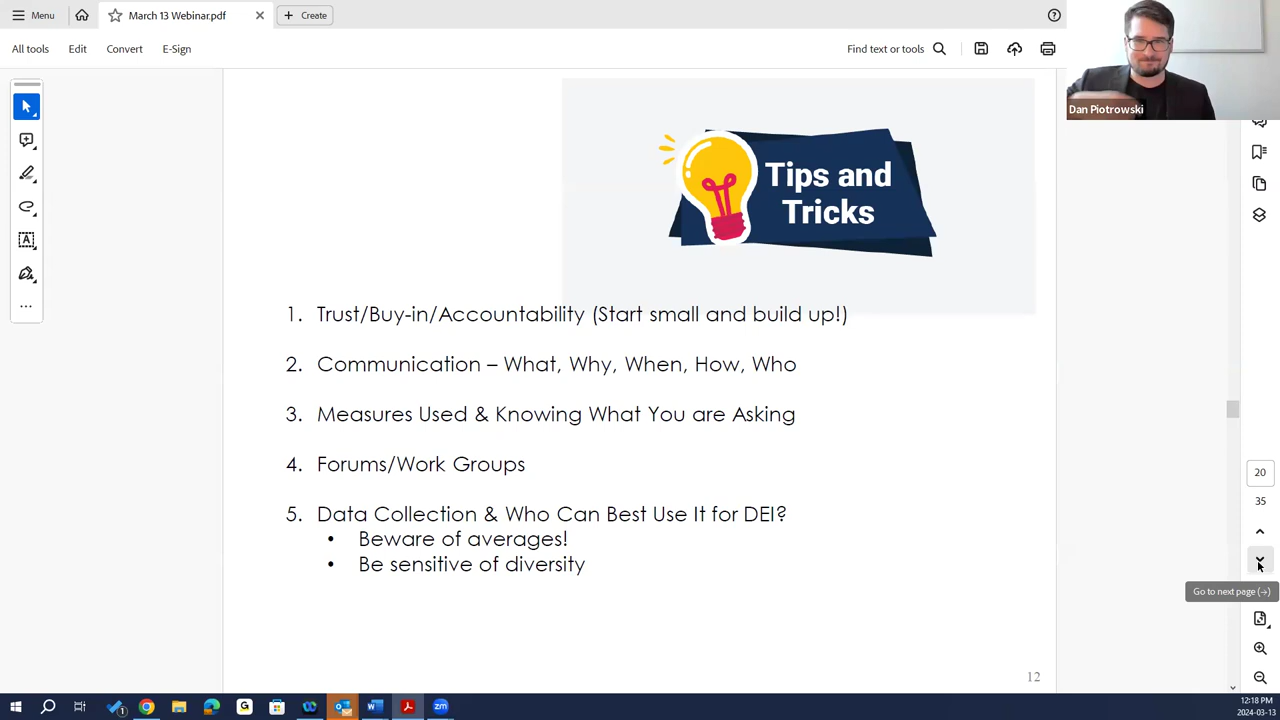 Menu
March 13 Webinar.pdf
Create
All tools
Edit
Convert
E-Sign
Find text or tools
Dan Piotrowski
Tips and
Tricks
1. Trust/Buy-in/Accountability (Start small and build up!)
2. Communication – What, Why, When, How, Who
3. Measures Used & Knowing What You are Asking
4. Forums/Work Groups
5. Data Collection & Who Can Best Use It for DEI?
• Beware of averages!
• Be sensitive of diversity
12
20
35
Go to next page (→)
12:18 PM
2024-03-13